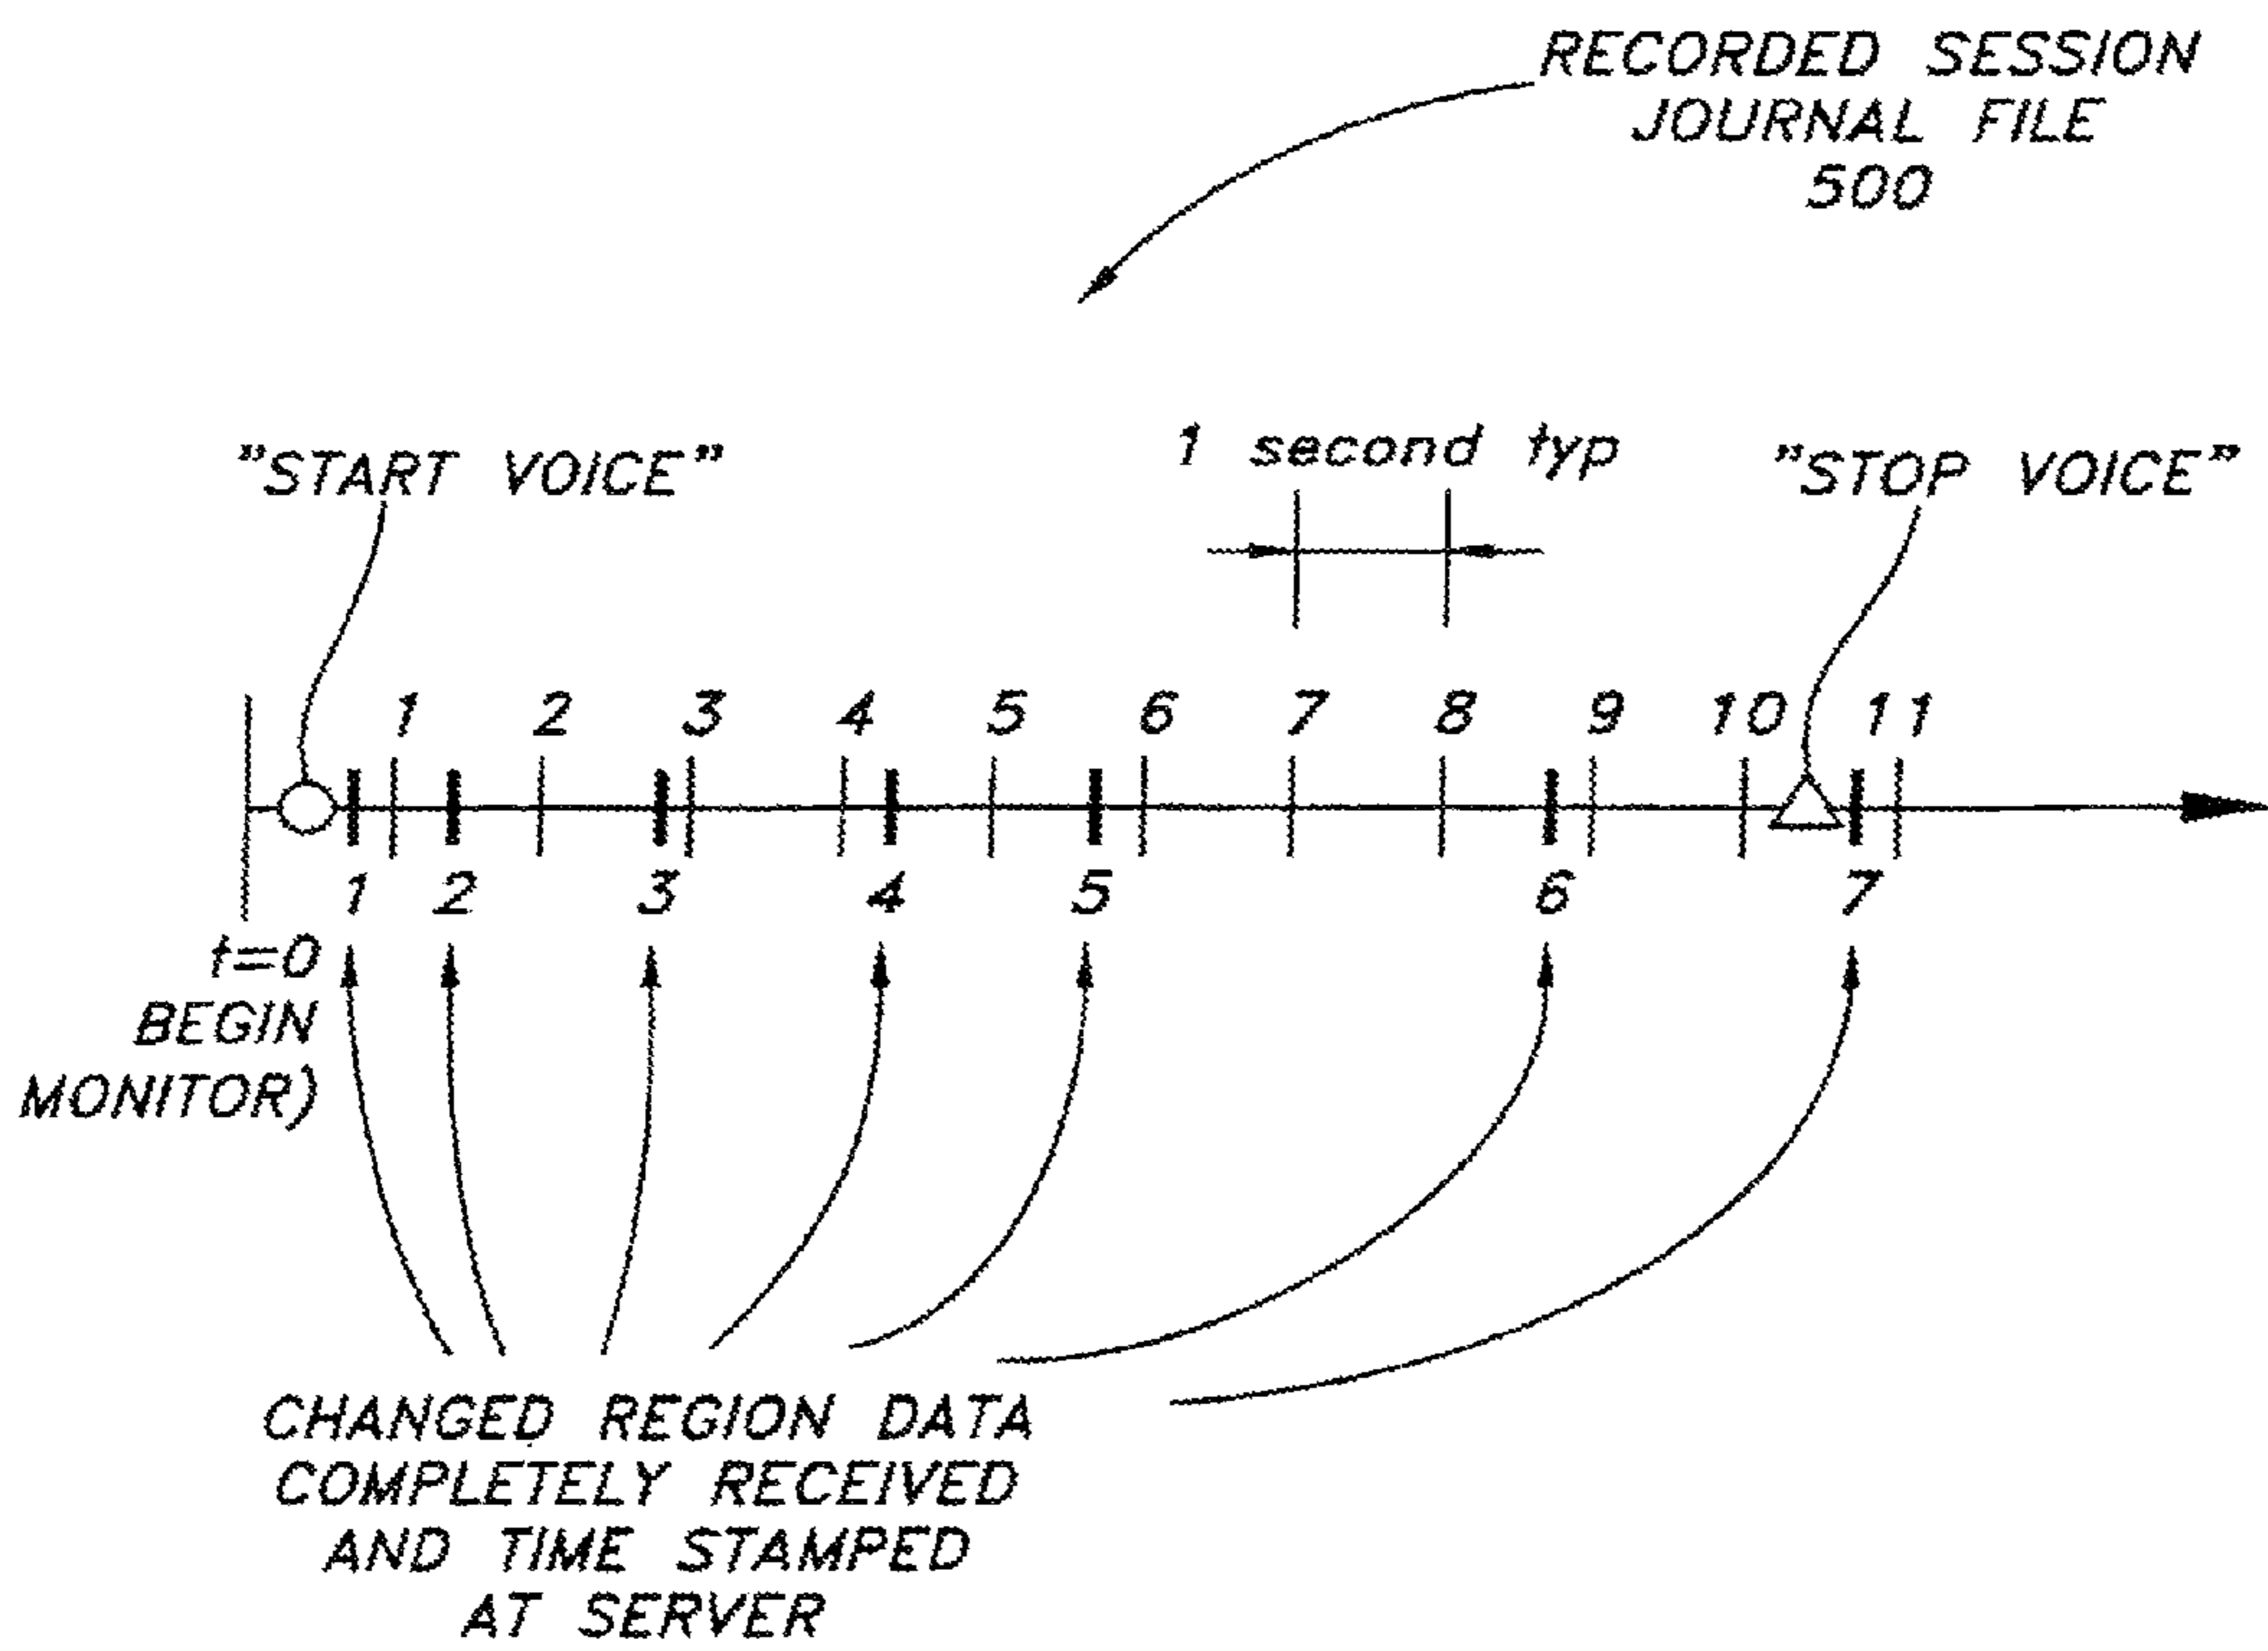 RECORDED SESSION
JOURNAL FILE
500
"START VOICE"
1 second typ
"STOP VOICE"
1 2 3 4 5 6 7 8 9 10 11
1 2 3 4 5 6 7
t=0
BEGIN
MONITOR)
CHANGED REGION DATA
COMPLETELY RECEIVED
AND TIME STAMPED
AT SERVER